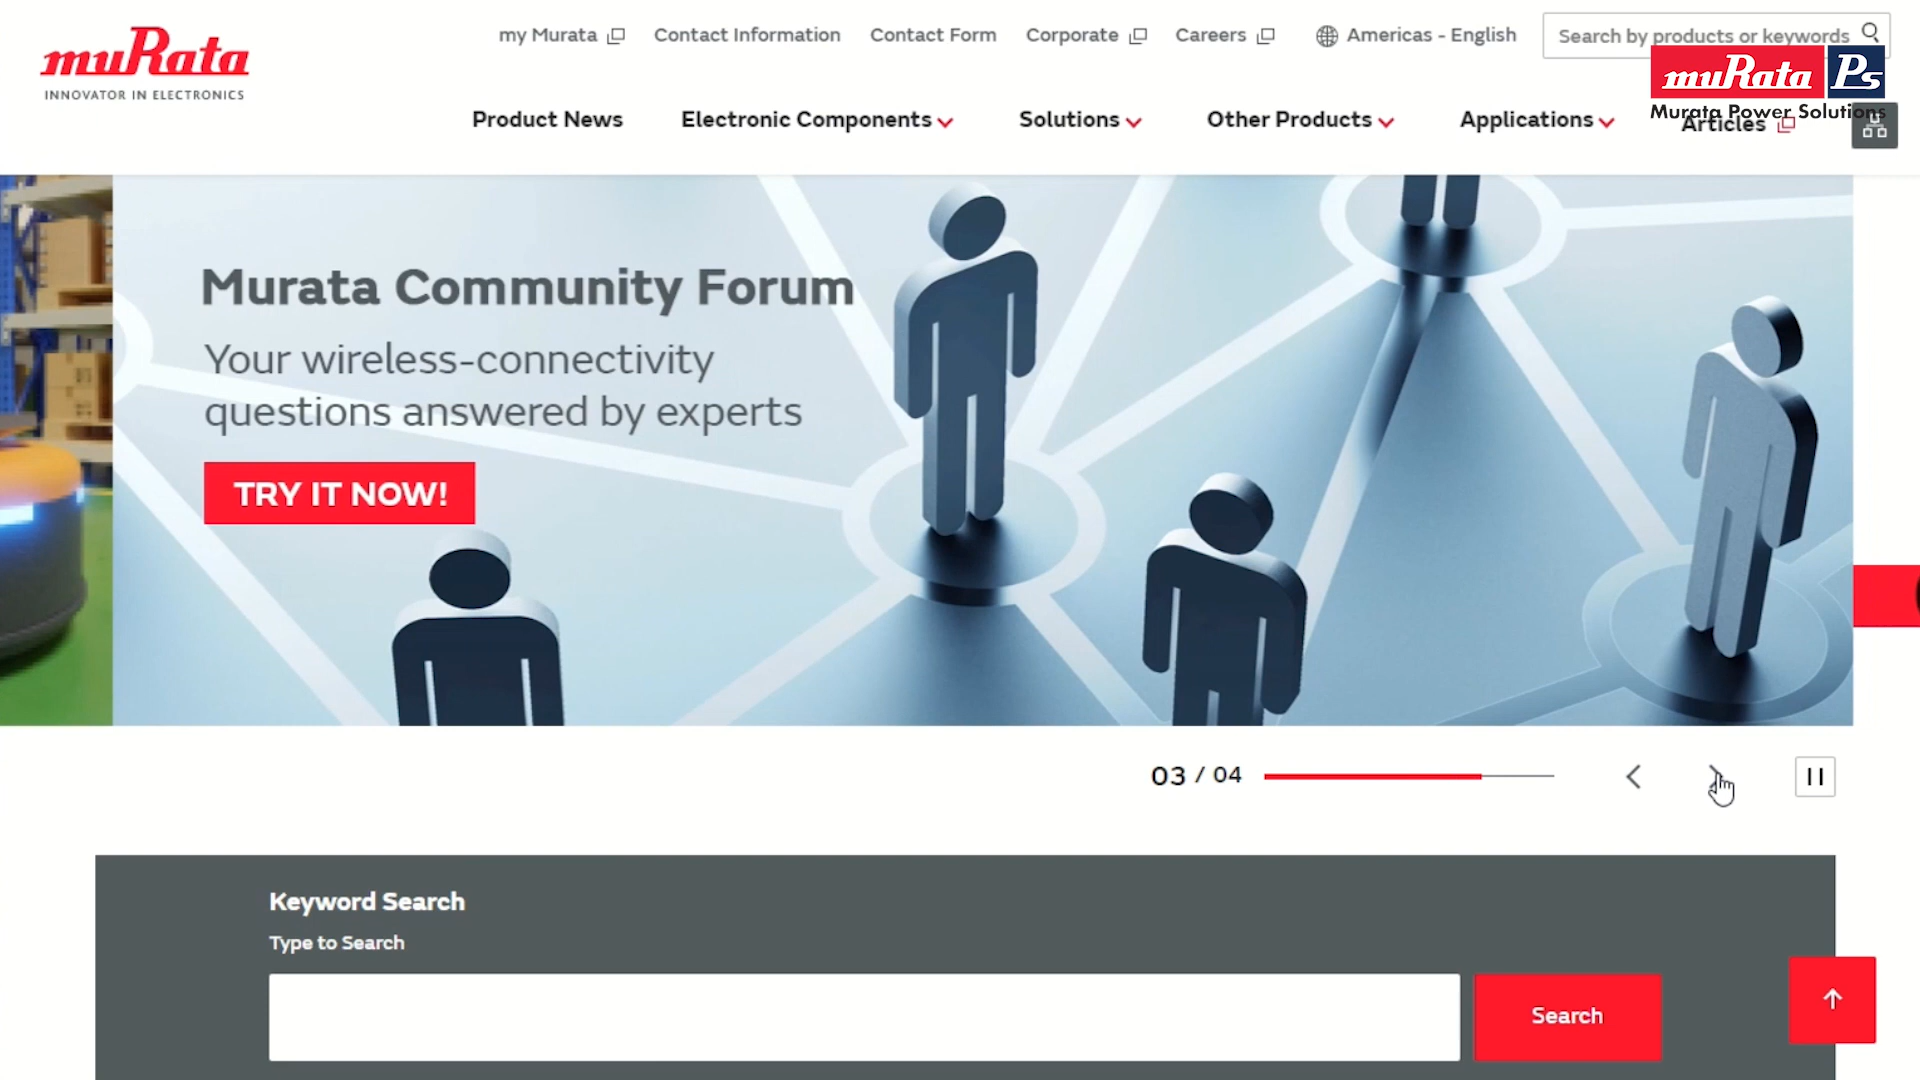 muRata
INNOVATOR IN ELECTRONICS
my Murata
Contact Information
Contact Form
Corporate
Careers
Americas - English
Search by products or keywords
muRata Ps
Murata Power Solutions
Product News
Electronic Components
Solutions
Other Products
Applications
Articles
Murata Community Forum
Your wireless-connectivity
questions answered by experts
TRY IT NOW!
03 / 04
Keyword Search
Type to Search
Search